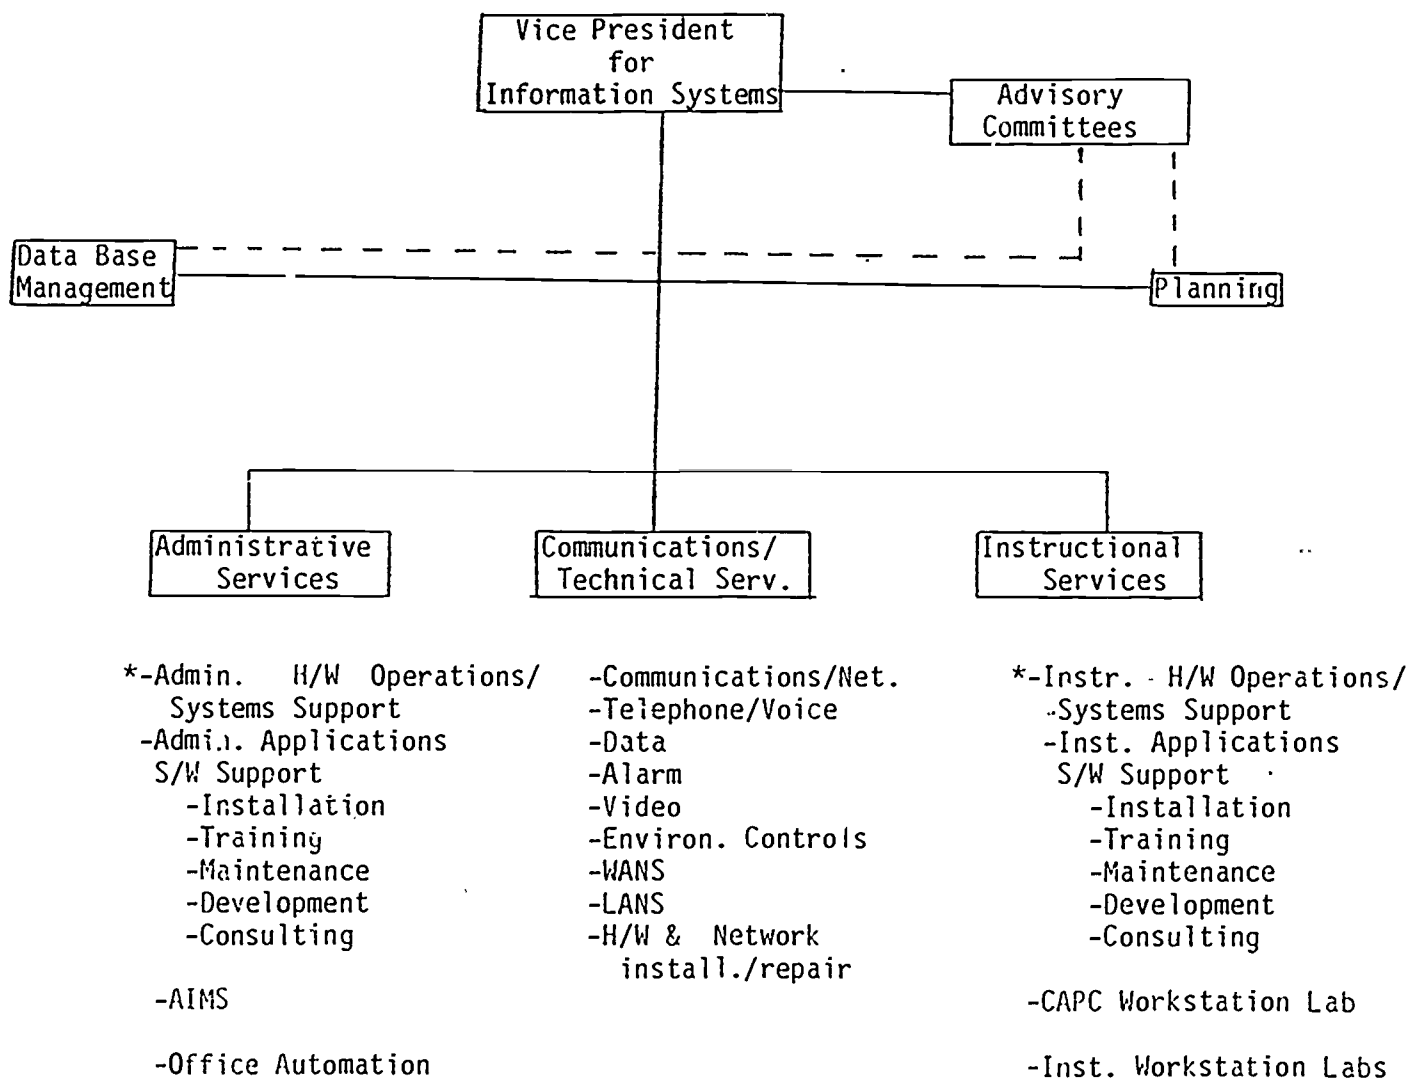 Vice President
for
Information Systems
Advisory
Committees
Data Base
Management
Planning
Administrative
Services
Communications/
Technical Serv.
Instructional
Services
*-Admin. H/W Operations/
Systems Support
-Admin. Applications
S/W Support
-Installation
-Training
-Maintenance
-Development
-Consulting
-AIMS
-Office Automation
-Communications/Net.
-Telephone/Voice
-Data
-Alarm
-Video
-Environ. Controls
-WANS
-LANS
-H/W & Network
install./repair
*-Instr. H/W Operations/
Systems Support
-Inst. Applications
S/W Support
-Installation
-Training
-Maintenance
-Development
-Consulting
-CAPC Workstation Lab
-Inst. Workstation Labs